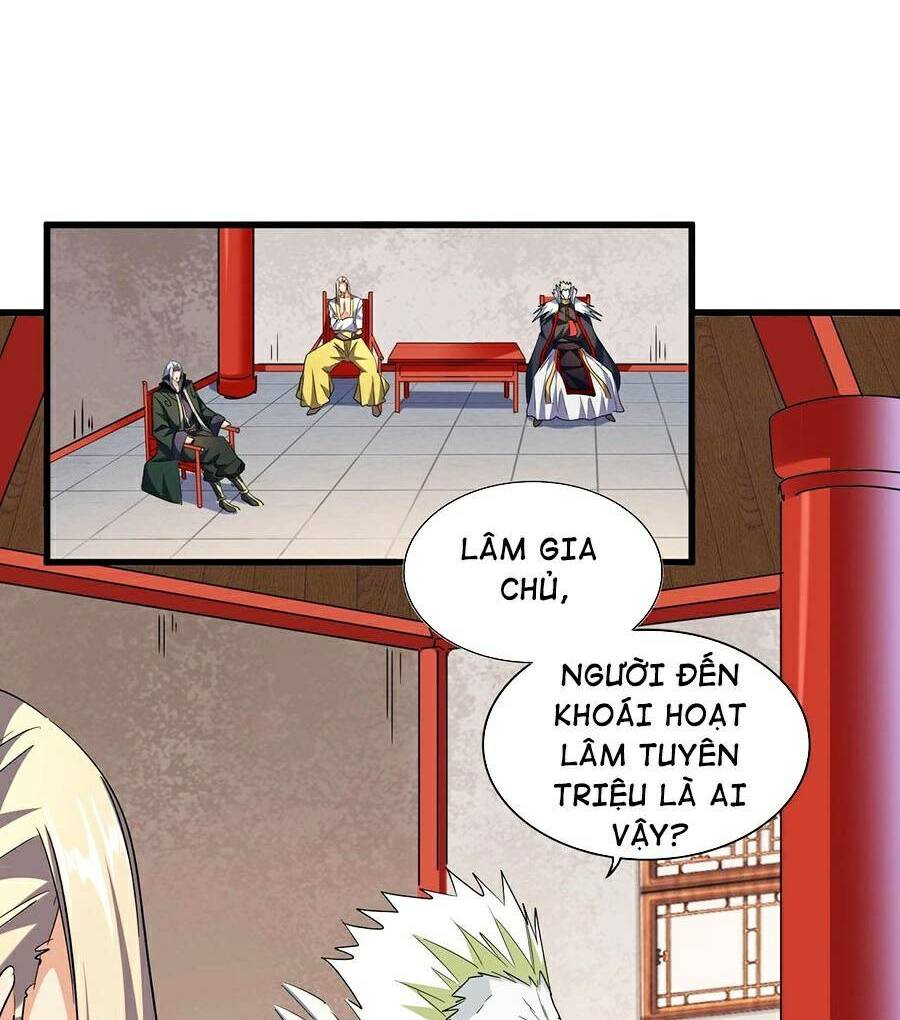 LÂM GIA
CHỦ,
NGƯỜI ĐẾN
KHOÁI HOẠT
LÂM TUYÊN
TRIỆU LÀ AI
VẬY?